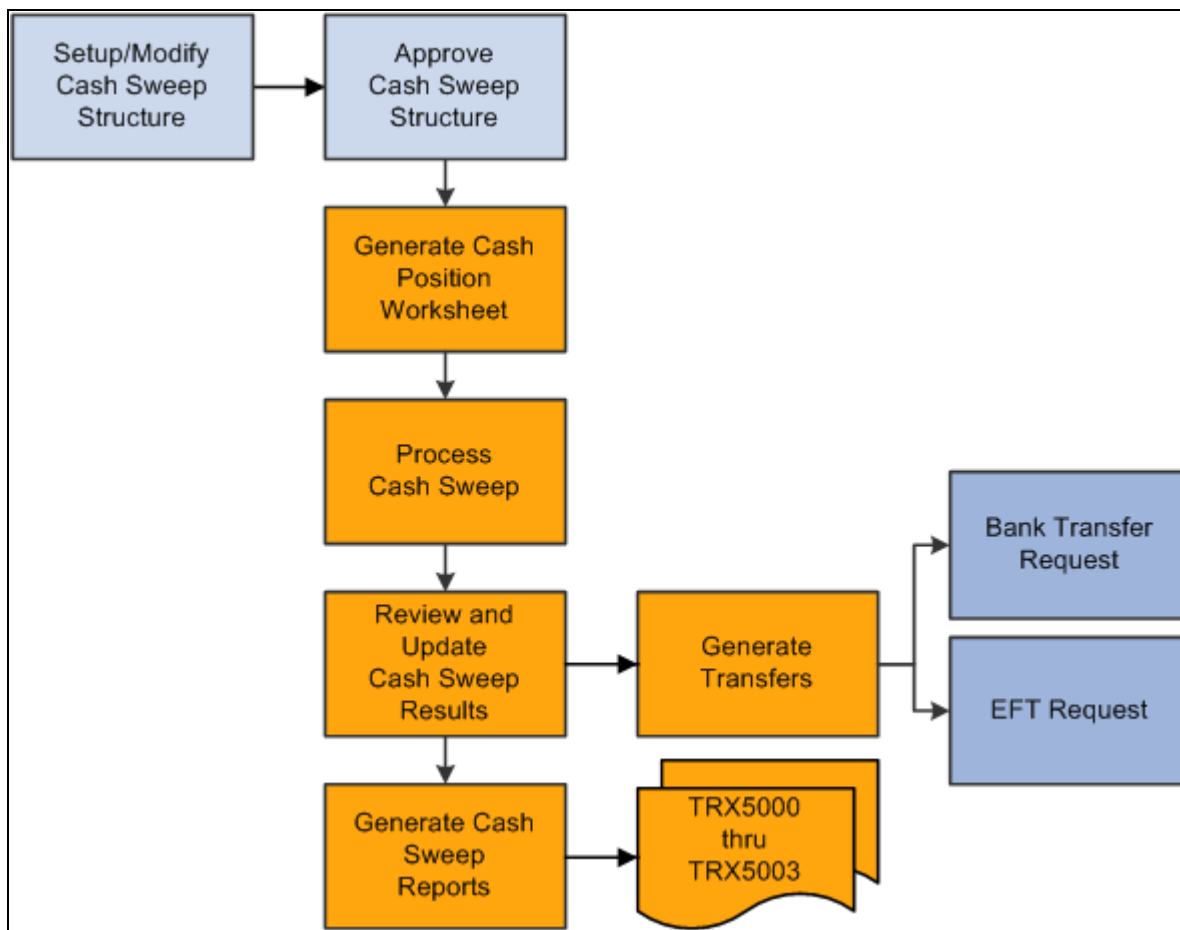 Setup/Modify
Cash Sweep
Structure
Approve
Cash Sweep
Structure
Generate Cash
Position
Worksheet
Process
Cash Sweep
Review and
Update
Cash Sweep
Results
Generate
Transfers
Bank Transfer
Request
EFT Request
Generate Cash
Sweep
Reports
TRX5000
thru
TRX5003